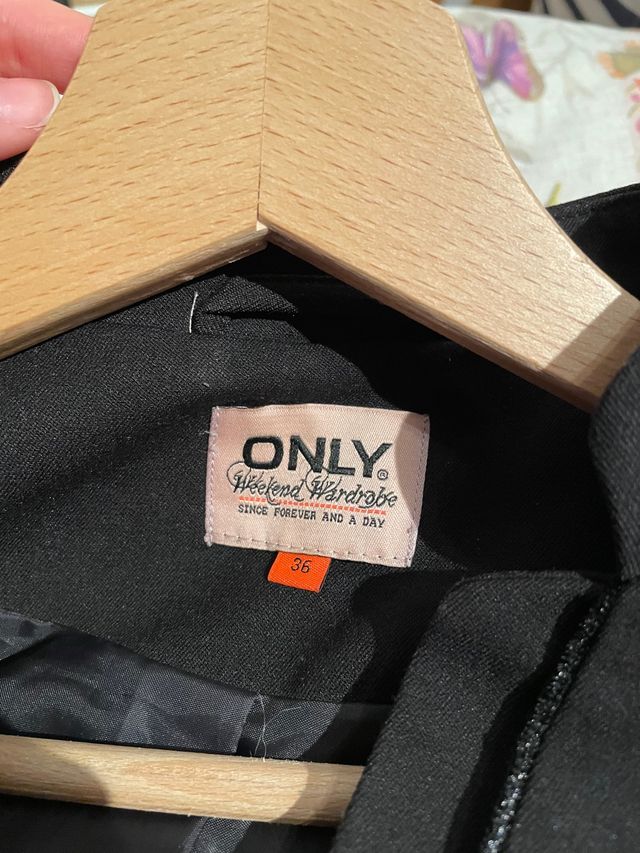 ONLY®
Weekend Wardrobe
SINCE FOREVER AND A DAY
36